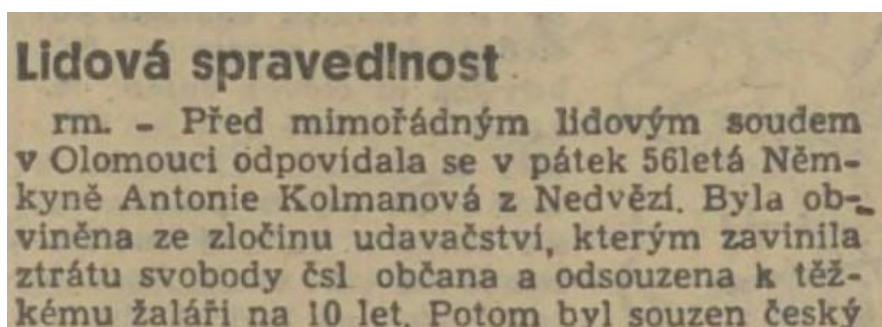 Lidová spravedlnost
rm. - Před mimořádným lidovým soudem
v Olomouci odpovídala se v pátek 56letá Něm-
kyně Antonie Kolmanová z Nedvězí. Byla ob-
viněna ze zločinu udavačství, kterým zavinila
ztrátu svobody čsl občana a odsouzena k těž-
kému žaláři na 10 let. Potom byl souzen český